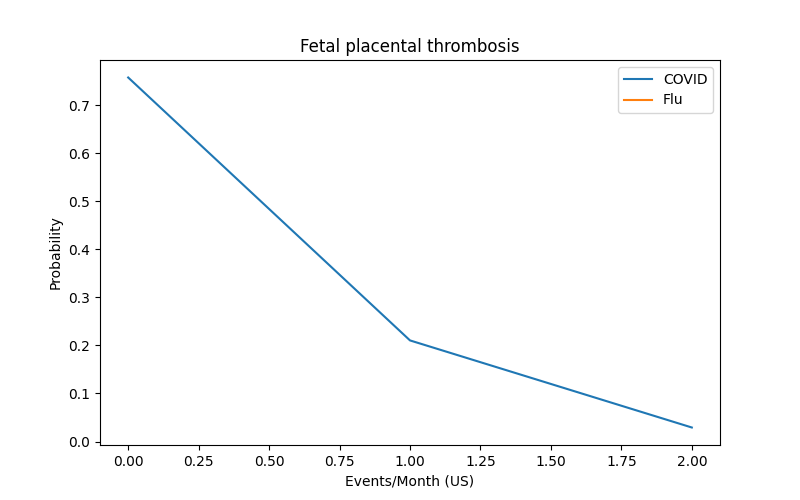 Fetal placental thrombosis
COVID
Flu
Probability
0.7
0.6
0.5
0.4
0.3
0.2
0.1
0.0
0.00 0.25 0.50 0.75 1.00 1.25 1.50 1.75 2.00
Events/Month (US)